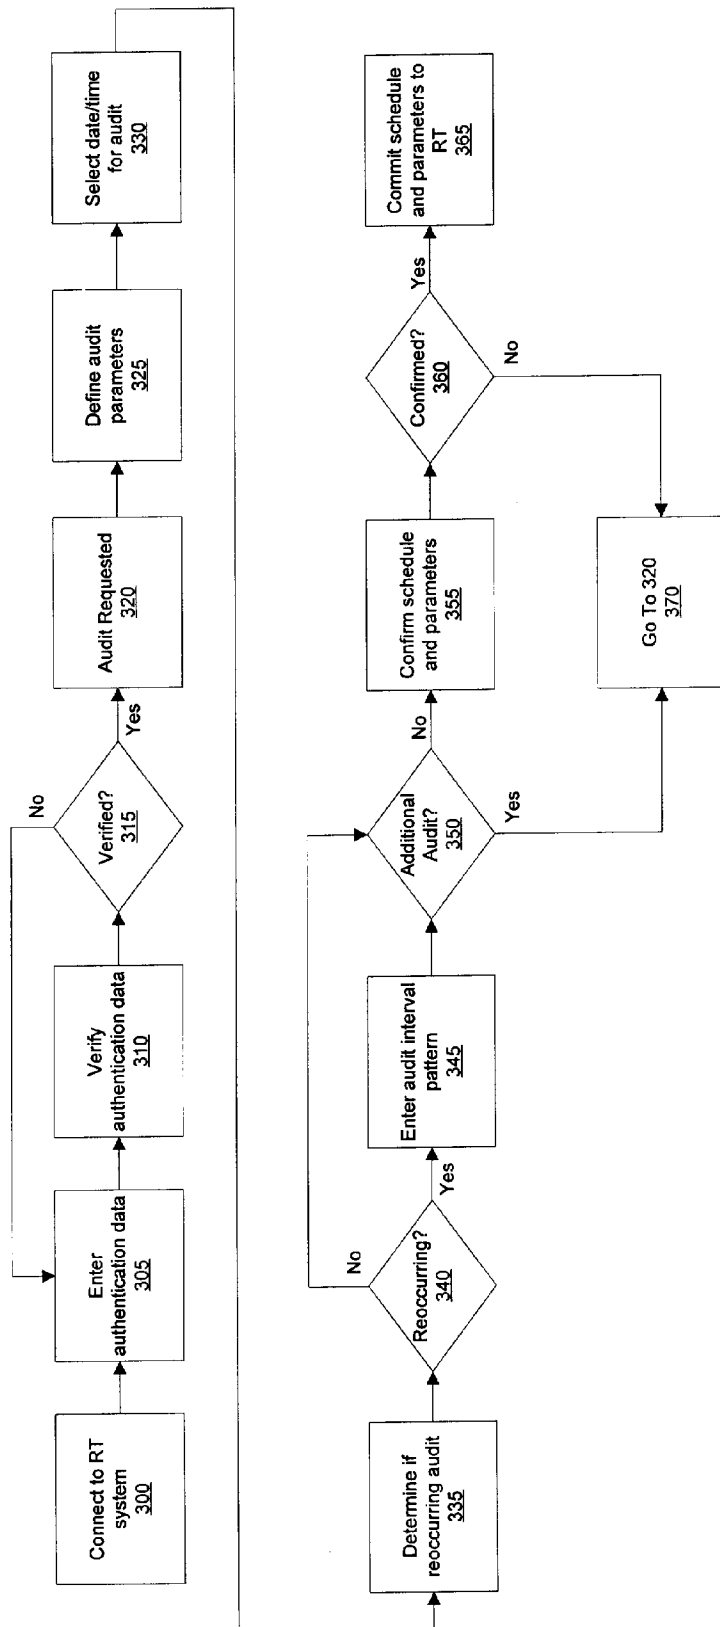 Connect to RT
system
300
Enter
authentication data
305
Verify
authentication data
310
Verified?
315
No
Yes
Audit Requested
320
Define audit
parameters
325
Select date/time
for audit
330
Determine if
reoccurring audit
335
Reoccurring?
340
No
Yes
Enter audit interval
pattern
345
Additional
Audit?
350
No
Yes
Confirm schedule
and parameters
355
Confirmed?
360
Yes
No
Commit schedule
and parameters to
RT
365
Go To 320
370